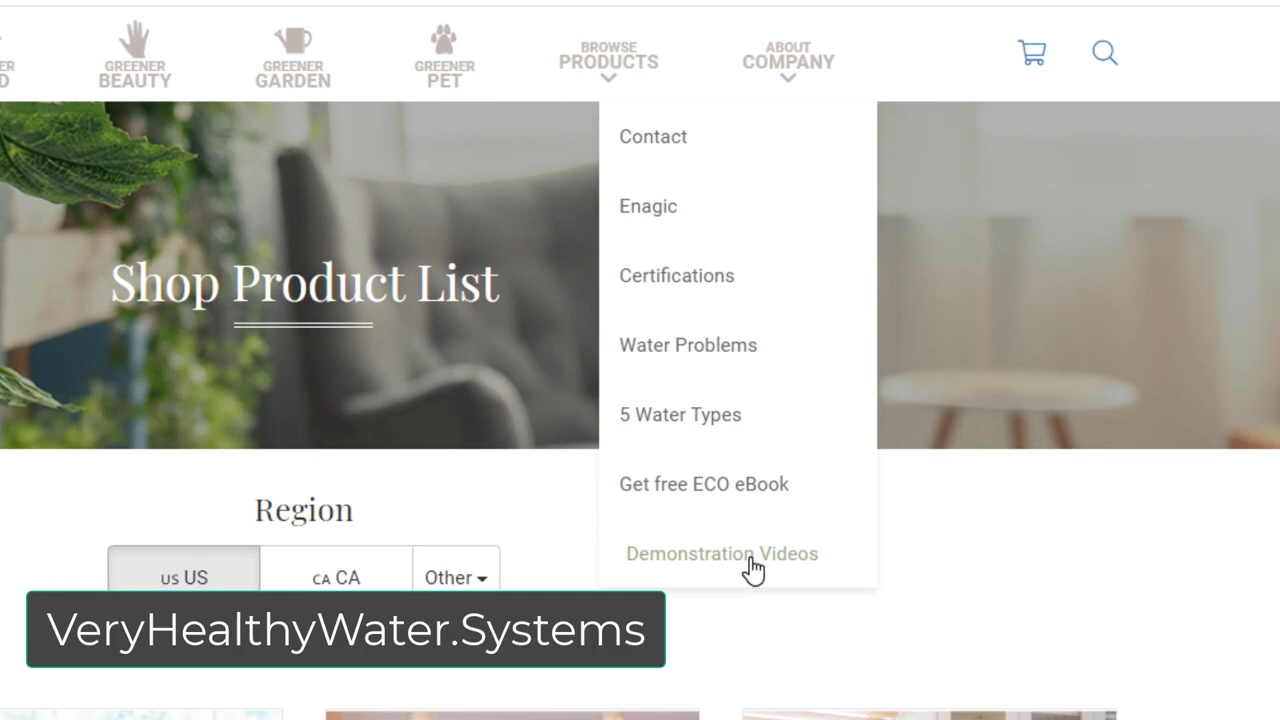 ER
D
GREENER
BEAUTY
GREENER
GARDEN
GREENER
PET
BROWSE
PRODUCTS
ABOUT
COMPANY
Contact
Enagic
Certifications
Water Problems
5 Water Types
Get free ECO eBook
Demonstration Videos
Shop Product List
Region
US US
CA CA
Other
VeryHealthyWater.Systems